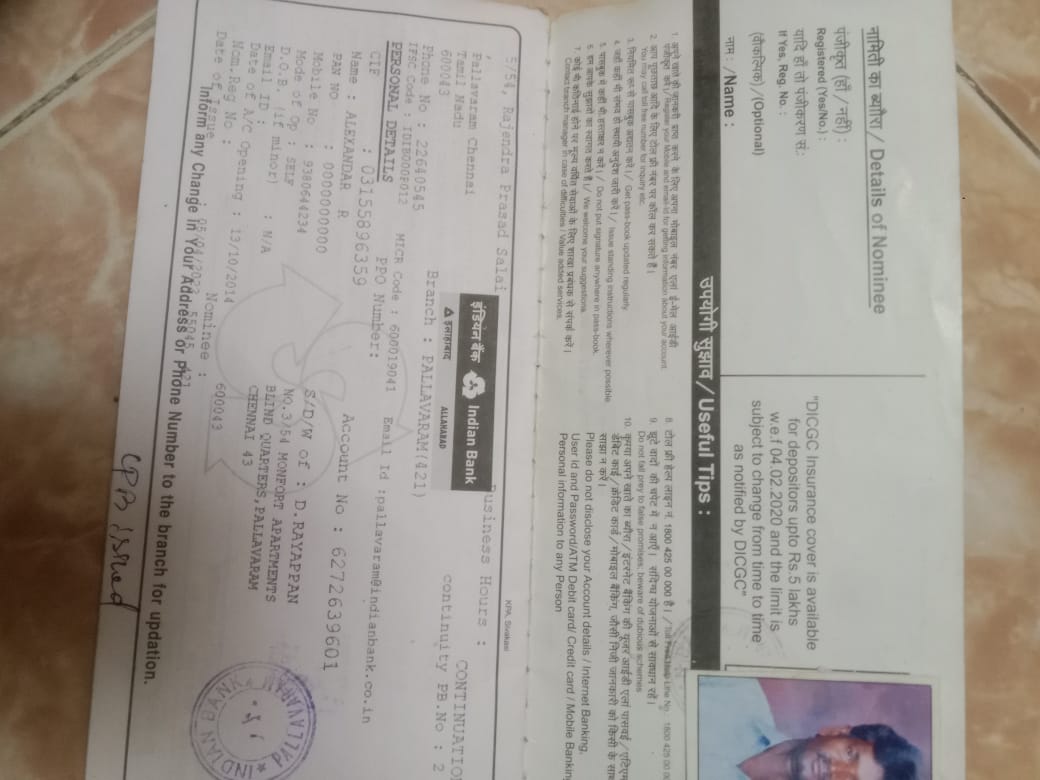 नामिती का ब्यौरा / Details of Nominee
पंजीकृत (हाँ / नहीं) :
Registered (Yes/No.) :
यादि हाँ तो पंजीकरण सं.:
If Yes, Reg. No. :
(वौकल्पिक) / (Optional)
नाम : /Name :
"DICGC Insurance cover is available
for depositors upto Rs.5 lakhs
w.e.f 04.02.2020 and the limit is
subject to change from time to time
as notified by DICGC"
उपयोगी सुझाव / Useful Tips :
1. अपने खाते की जानकरी प्राप्त करने के लिए अपना मोबाइल नंबर एलां ई-मेल आईडी
पंजीकृत करें।/ Register your Mobile and email-Id for getting information about your account.
2. आप पूछताछ आदि के लिए टोल फ्री नंबर पर कॉल कर सकते हैं।
You may call toll free number for inquiry etc.
3. नियमित रूप से पासबुक अद्यतन करें।/ Get pass-book updated regularly.
4. जहाँ कहीं भी संभव हो स्थायी अनुदेश जारी करें।/ Issue standing instructions wherever possible.
5. पासबुक में कहीं भी हस्ताक्षर न करें।/ Do not put signature anywhere in pass-book.
6. हम आपके सुझावों का स्वागत करते हैं।/ We welcome your suggestions.
7. कोई भी कठिनाई होने पर मूल्य वर्धित सेवाओं के लिए शाखा प्रबंधक से संपर्क करें।
Contact branch manager in case of difficulties / Value added services.
8. टोल फ्री हेल्प लाइन नं. 1800 425 00 000 है। / Toll Free Help Line No.: 1800 425 00 00
9. झूटे वादों की चपेट में न आएँ। संदिग्ध योजनाओं से सावधान रहें।
Do not fall prey to false promises; beware of dubious schemes
10. कृपया अपने खाते का ब्यौरा / इंटरनेट बैंकिंग की यूजर आईडी एलां पासवर्ड / एटिएम
डेबिट कार्ड / क्रेडिट कार्ड / मोबाइल बैंकिंग, जौसी निजी जानकारी को किसी के साथ
साझा न करें।
Please do not disclose your Account details / Internet Banking,
User Id and Password/ATM Debit card/ Credit card / Mobile Banking
Personal information to any Person
KPA, Sivakasi
5/54, Rajendra Prasad Salai
,
Pallavaram Chennai
Tamil Nadu
600043
इंडियन बैंक Indian Bank
इलाहाबाद ALLAHABAD
Business Hours :
CONTINUATIO
continuity PB.No : 2
Phone No : 22640545
Branch : PALLAVARAM(421)
IFSC Code : IDIB000P012
MICR Code : 600019041
Email Id :pallavaram@indianbank.co.in
PERSONAL DETAILS
PPO Number:
CIF : 03155896359
Account No : 6272639601
Name : ALEXANDAR R
PAN NO : 0000000000
S/D/W of : D.RAYAPPAN
Mobile No : 9380644234
NO.3/54 MONFORT APARTMENTS
Mode of Op : SELF
BLIND QUARTERS,PALLAVARAM
D.O.B. (if minor) : N/A
CHENNAI 43
Email ID :
Date of A/C Opening : 13/10/2014
600043
Nom.Reg No :
Nominee :
Date of Issue : 05/04/2023 55045 421
Inform any Change in Your Address or Phone Number to the branch for updation.
INDIAN BANK
PALLAVARAM
CPB issued